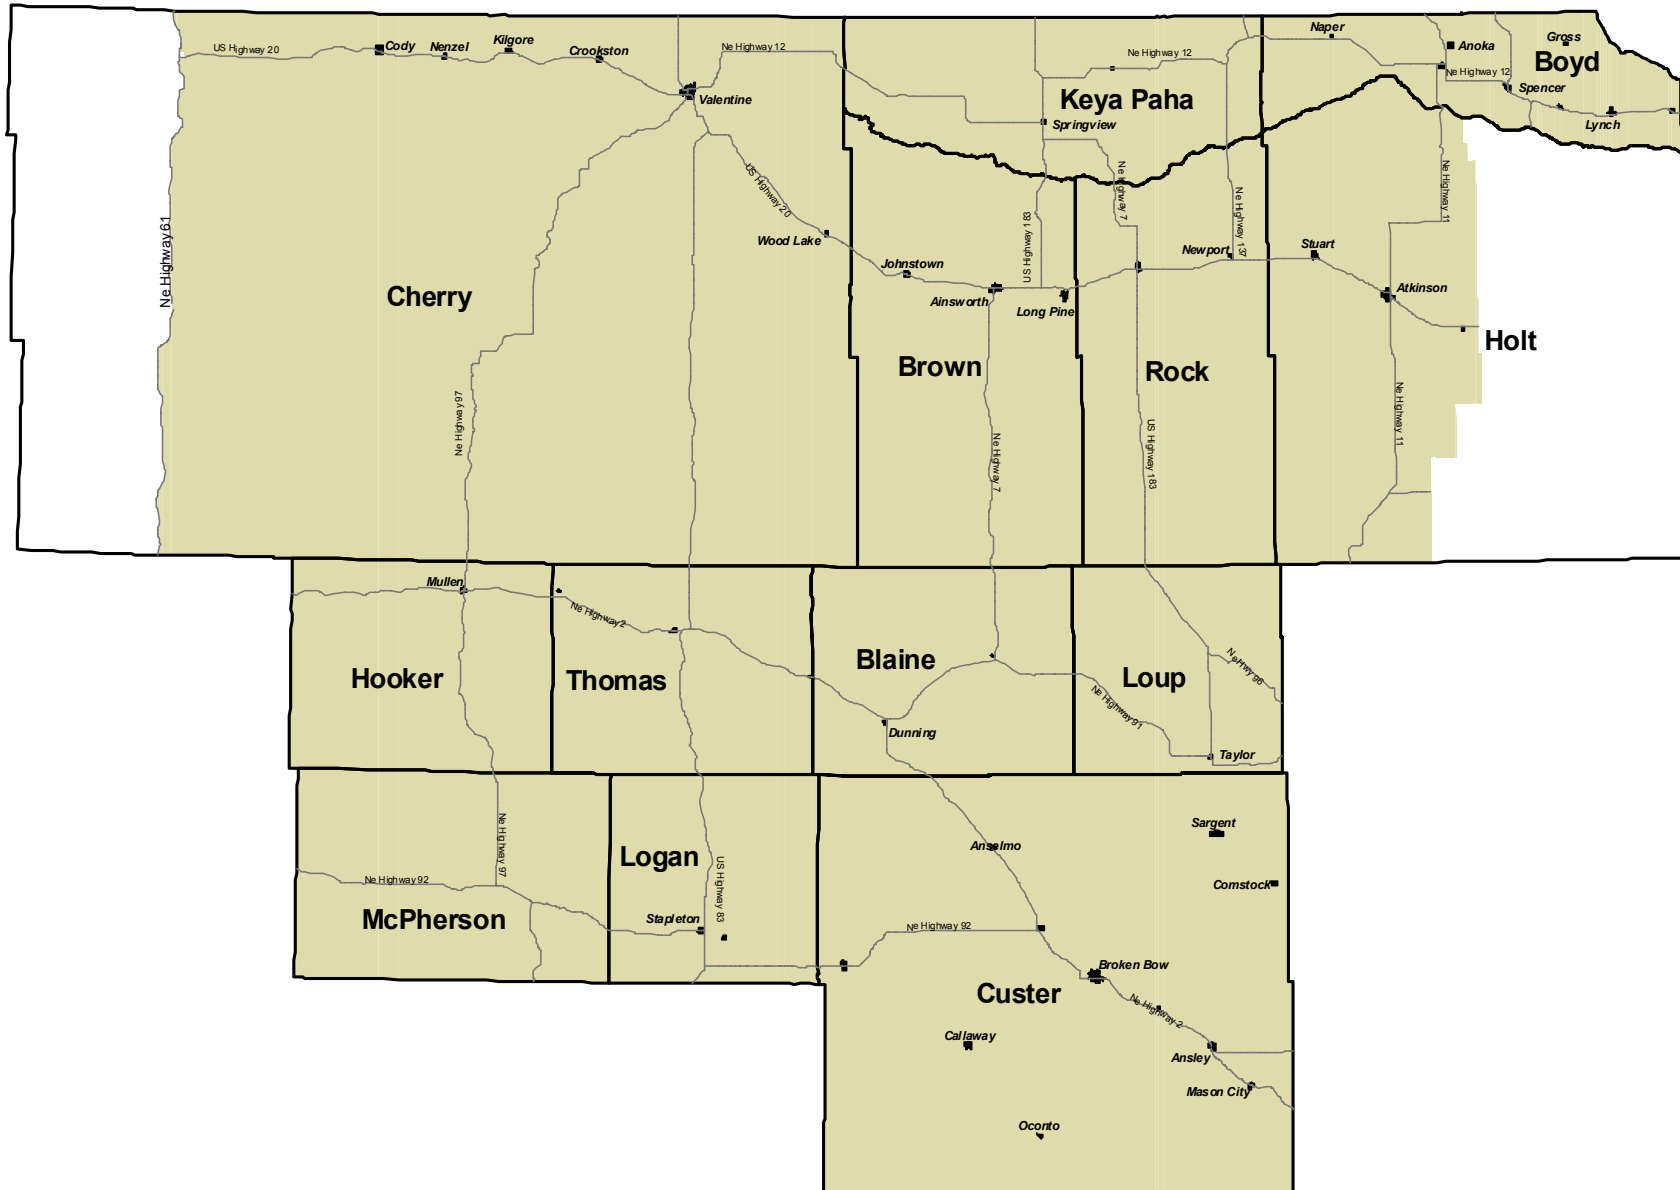 Naper
Gross
US Highway 20
Cody
Nenzel
Kilgore
Crookston
Ne Highway 12
Ne Highway 12
Anoka
Boyd
Ne Highway 12
Spencer
Valentine
Keya Paha
Springview
Lynch
US Highway 20
Ne Highway 7
Ne Highway 11
Ne Highway 61
US Highway 183
Ne Highway 137
Wood Lake
Johnstown
Newport
Stuart
Cherry
Ainsworth
Long Pine
Atkinson
Holt
Brown
Rock
Ne Highway 97
Ne Highway 7
US Highway 183
Ne Highway 11
Mullen
Ne Highway 2
Hooker
Thomas
Blaine
Loup
Ne Hwy 96
Ne Highway 91
Dunning
Taylor
Sargent
Ne Highway 97
Logan
US Highway 83
Anselmo
Ne Highway 92
Comstock
McPherson
Stapleton
Ne Highway 92
Broken Bow
Custer
Ne Highway 2
Callaway
Ansley
Mason City
Oconto